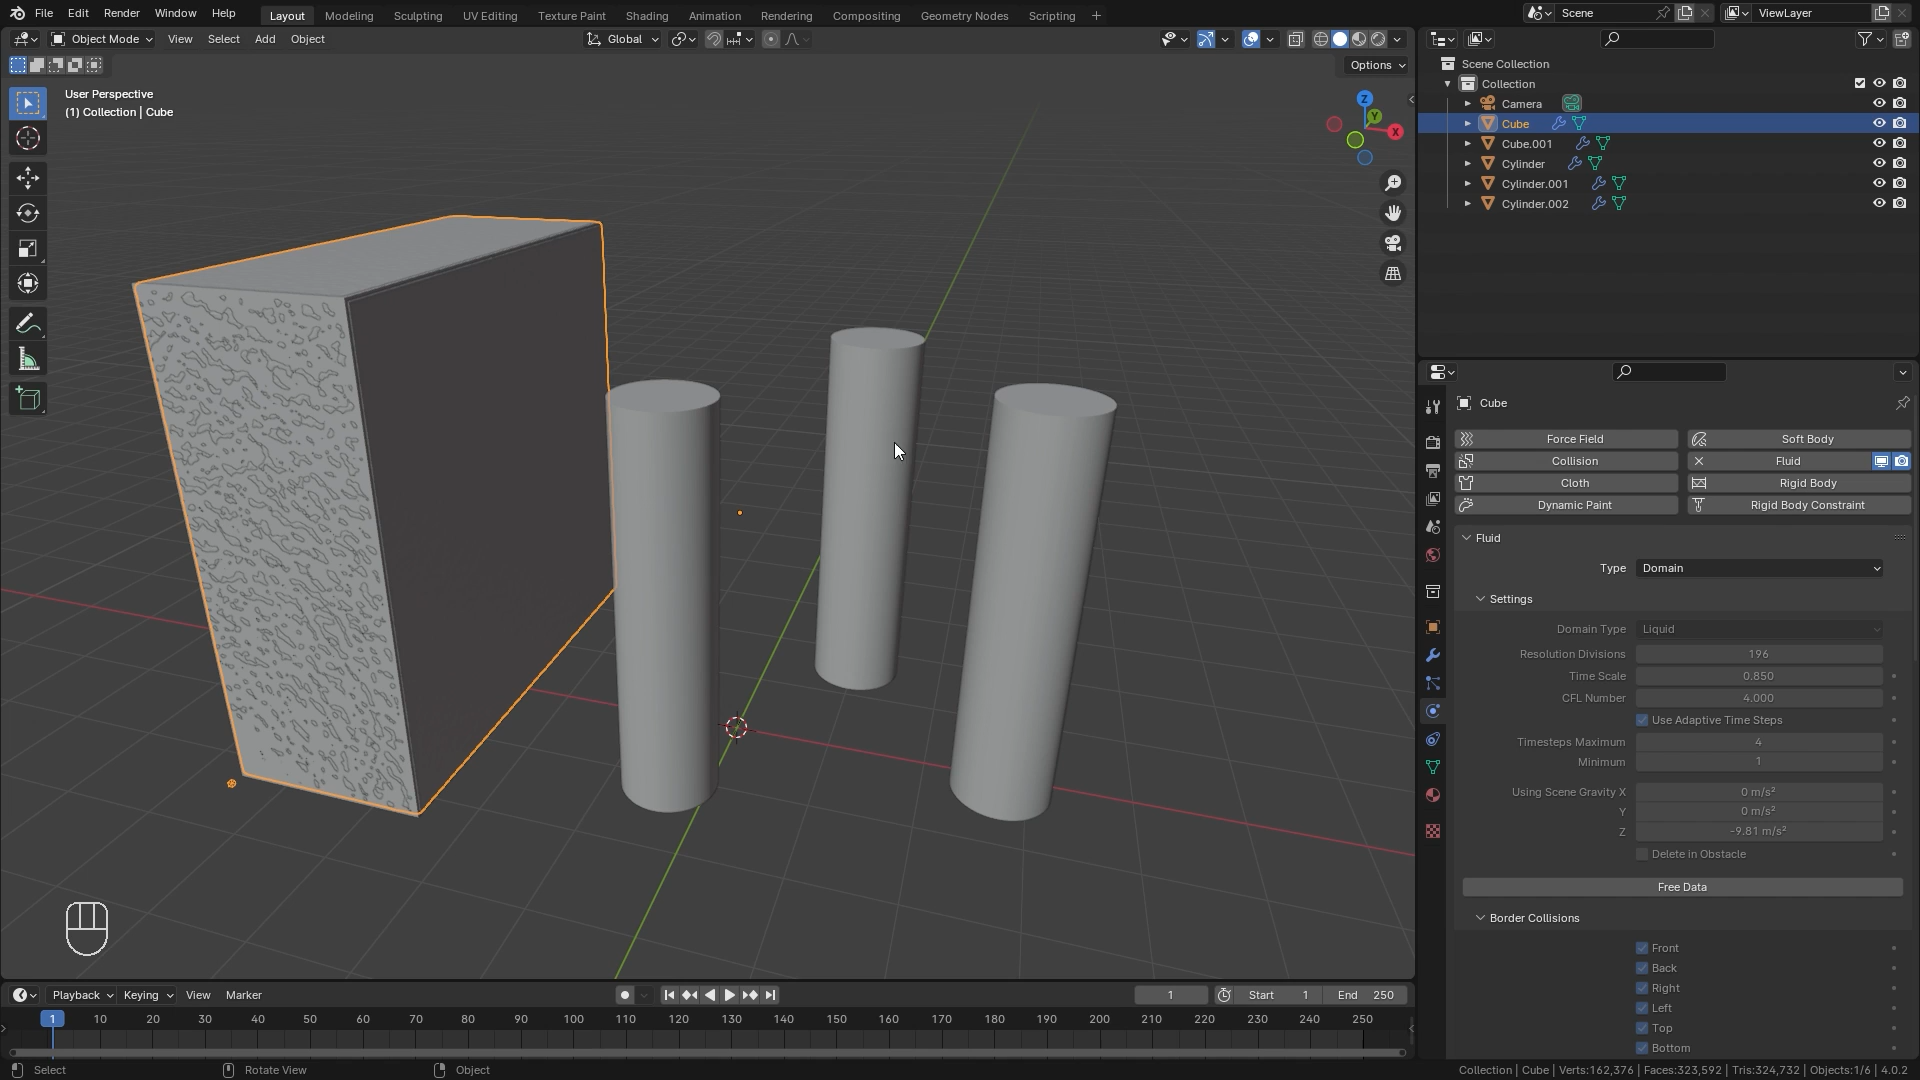 File Edit Render Window Help Layout Modeling Sculpting UV Editing Texture Paint Shading Animation Rendering Compositing Geometry Nodes Scripting + Scene ViewLayer
Object Mode View Select Add Object Global
Options
User Perspective
(1) Collection | Cube
Z
Y
X
Scene Collection
Collection
Camera
Cube
Cube.001
Cylinder
Cylinder.001
Cylinder.002
Cube
Force Field Soft Body
Collision Fluid
Cloth Rigid Body
Dynamic Paint Rigid Body Constraint
Fluid
Type Domain
Settings
Domain Type Liquid
Resolution Divisions 196
Time Scale 0.850
CFL Number 4.000
Use Adaptive Time Steps
Timesteps Maximum 4
Minimum 1
Using Scene Gravity X 0 m/s²
Y 0 m/s²
Z -9.81 m/s²
Delete in Obstacle
Free Data
Border Collisions
Front
Back
Right
Left
Top
Bottom
Playback Keying View Marker 1 Start 1 End 250
1 10 20 30 40 50 60 70 80 90 100 110 120 130 140 150 160 170 180 190 200 210 220 230 240 250
Select Rotate View Object Collection | Cube | Verts:162,376 | Faces:323,592 | Tris:324,732 | Objects:1/6 | 4.0.2